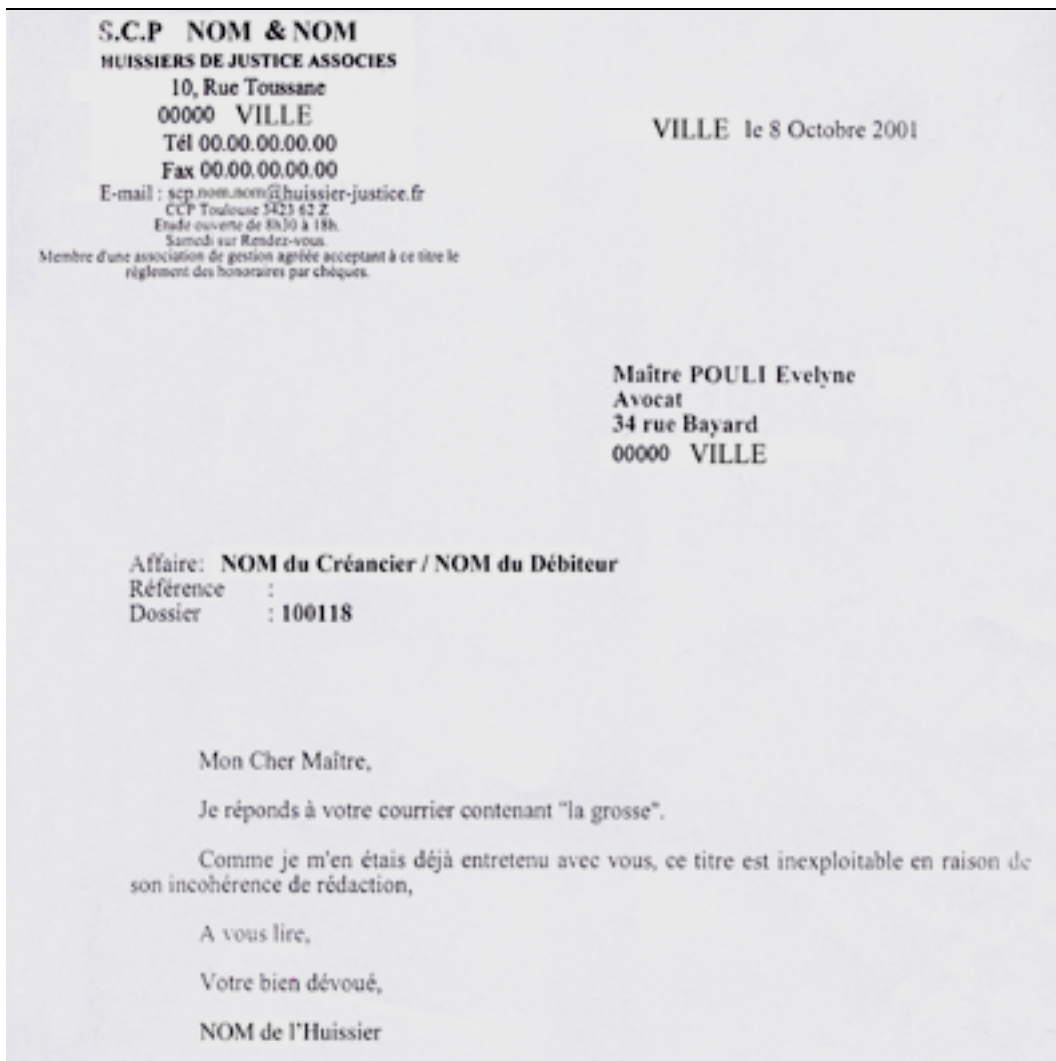 S.C.P NOM & NOM
HUISSIERS DE JUSTICE ASSOCIES
10, Rue Toussane
00000 VILLE
Tél 00.00.00.00.00
Fax 00.00.00.00.00
E-mail : scp.nom.nom@huissier-justice.fr
CCP Toulouse 3423 62 Z
Etude ouverte de 8h30 à 18h.
Samedi sur Rendez-vous.
Membre d'une association de gestion agréée acceptant à ce titre le
règlement des honoraires par chèques.
VILLE le 8 Octobre 2001
Maître POULI Evelyne
Avocat
34 rue Bayard
00000 VILLE
Affaire: NOM du Créancier / NOM du Débiteur
Référence :
Dossier : 100118
Mon Cher Maître,
Je réponds à votre courrier contenant "la grosse".
Comme je m'en étais déjà entretenu avec vous, ce titre est inexploitable en raison de
son incohérence de rédaction,
A vous lire,
Votre bien dévoué,
NOM de l'Huissier